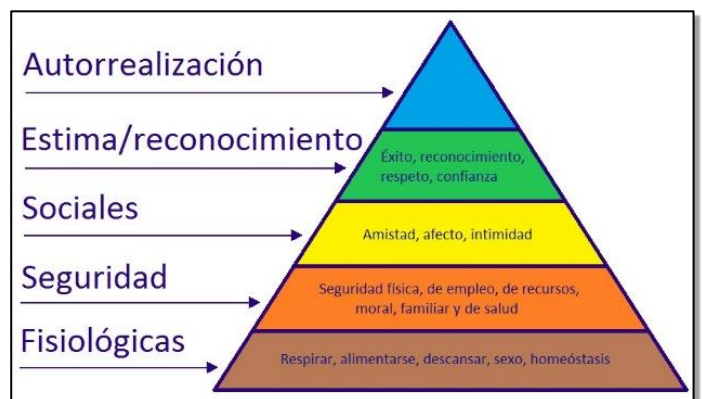 Autorrealización
Estima/reconocimiento
Éxito, reconocimiento,
respeto, confianza
Sociales
Amistad, afecto, intimidad
Seguridad
Seguridad física, de empleo, de recursos,
moral, familiar y de salud
Fisiológicas
Respirar, alimentarse, descansar, sexo, homeóstasis